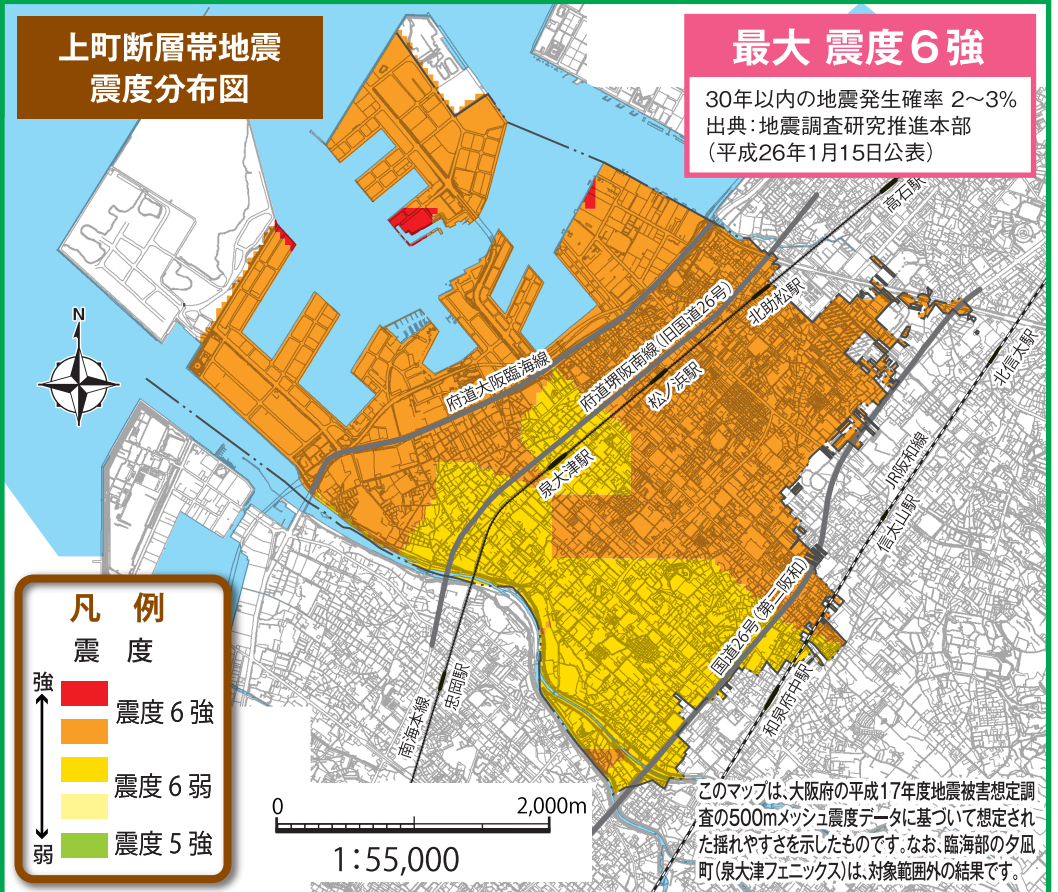 上町断層帯地震
震度分布図
最大 震度6強
30年以内の地震発生確率 2～3%
出典：地震調査研究推進本部
（平成26年1月15日公表）
高石駅
N
北助松駅
府道堺阪南線(旧国道26号)
府道大阪臨海線
松ノ浜駅
北信太駅
泉大津駅
JR阪和線
信太山駅
国道26号(第二阪和)
和泉府中駅
忠岡駅
南海本線
凡 例
震 度
強
震度6強
震度6弱
震度5強
弱
0 2,000m
1：55,000
このマップは、大阪府の平成17年度地震被害想定調
査の500mメッシュ震度データに基づいて想定され
た揺れやすさを示したものです。なお、臨海部の夕凪
町(泉大津フェニックス)は、対象範囲外の結果です。